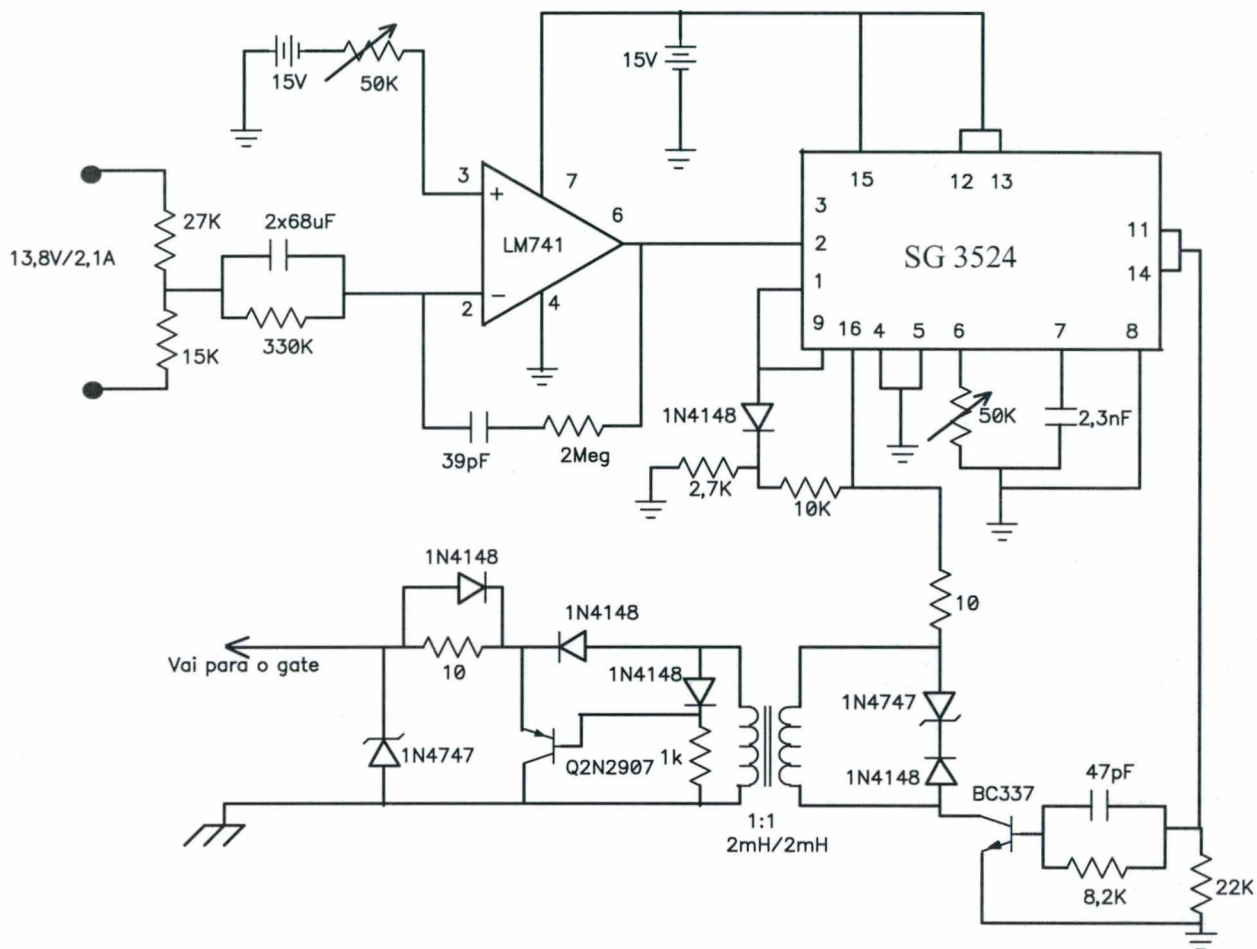 15V
50K
15V
13,8V/2,1A
27K
15K
2x68uF
330K
3
+
7
6
LM741
2
−
4
39pF
2Meg
15
12
13
3
2
1
SG 3524
11
14
9
16
4
5
6
7
8
1N4148
2,7K
10K
50K
2,3nF
10
1N4148
10
1N4148
1N4148
Vai para o gate
1N4747
Q2N2907
1k
1:1
2mH/2mH
1N4747
1N4148
BC337
47pF
8,2K
22K